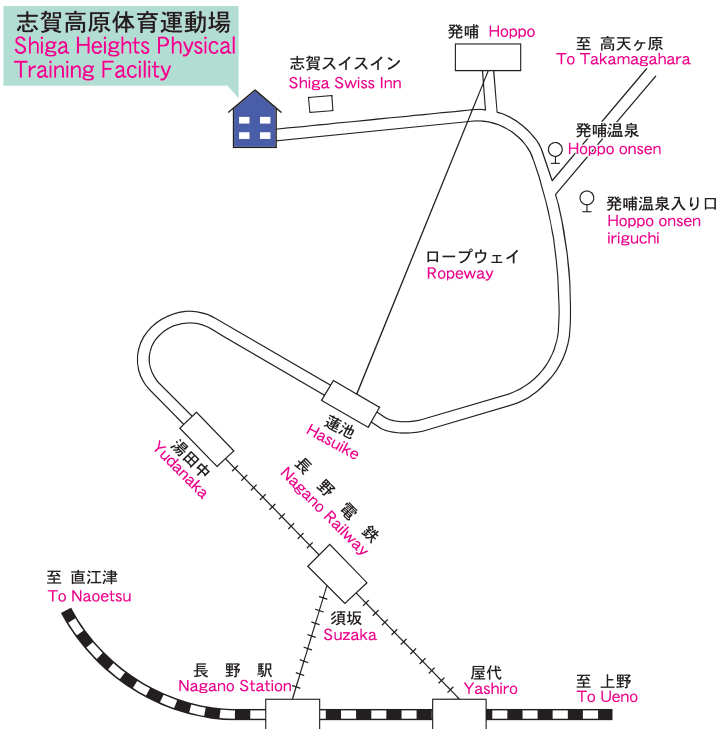 志賀高原体育運動場
Shiga Heights Physical
Training Facility
発哺 Hoppo
至 高天ヶ原
To Takamagahara
志賀スイスイン
Shiga Swiss Inn
発哺温泉
Hoppo onsen
発哺温泉入り口
Hoppo onsen
iriguchi
ロープウェイ
Ropeway
蓮池
Hasuike
湯田中
Yudanaka
長野電鉄
Nagano Railway
至 直江津
To Naoetsu
須坂
Suzaka
長野駅
Nagano Station
屋代
Yashiro
至 上野
To Ueno